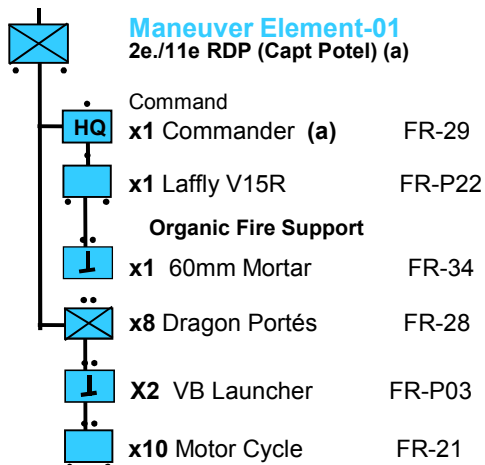 Maneuver Element-01
2e./11e RDP (Capt Potel) (a)
Command
HQ x1 Commander (a) FR-29
x1 Laffly V15R FR-P22
Organic Fire Support
x1 60mm Mortar FR-34
x8 Dragon Portés FR-28
X2 VB Launcher FR-P03
x10 Motor Cycle FR-21